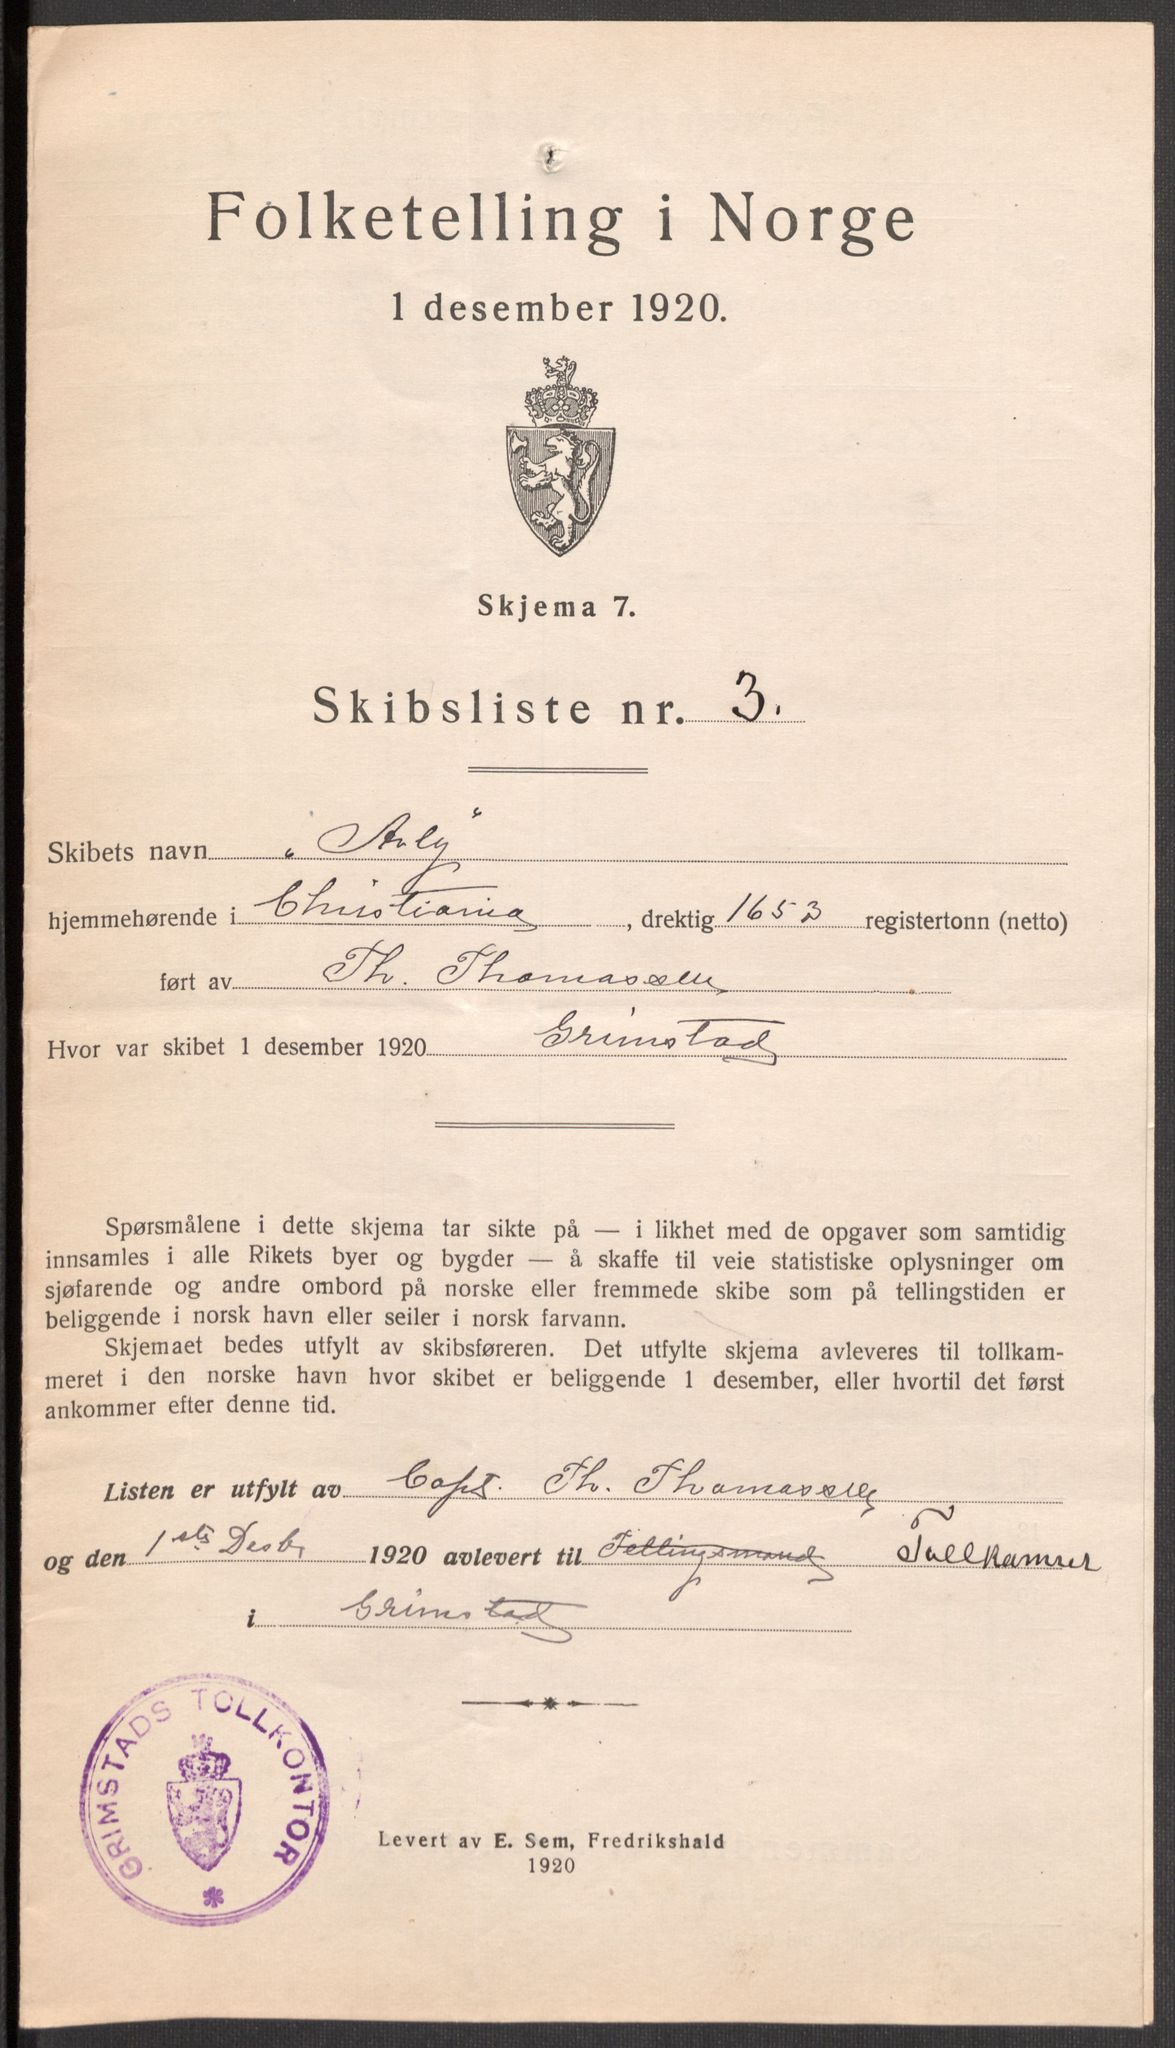 Folketelling i Norge
1 desember 1920.
Skjema 7.
Skibsliste nr. 3.
Skibets navn „Arly“
hjemmehørende i Christiania, drektig 1653 registertonn (netto)
ført av Th. Thomassen
Hvor var skibet 1 desember 1920 Grimstad
Spørsmålene i dette skjema tar sikte på — i likhet med de opgaver som samtidig
innsamles i alle Rikets byer og bygder — å skaffe til veie statistiske oplysninger om
sjøfarende og andre ombord på norske eller fremmede skibe som på tellingstiden er
beliggende i norsk havn eller seiler i norsk farvann.
Skjemaet bedes utfylt av skibsføreren. Det utfylte skjema avleveres til tollkam-
meret i den norske havn hvor skibet er beliggende 1 desember, eller hvortil det først
ankommer efter denne tid.
Listen er utfylt av Capt. Th. Thomassen
og den 1ste Desbr 1920 avlevert til Tellingsmand Tollkamret
i Grimstad
GRIMSTADS TOLLKONTOR
Levert av E. Sem, Fredrikshald
1920